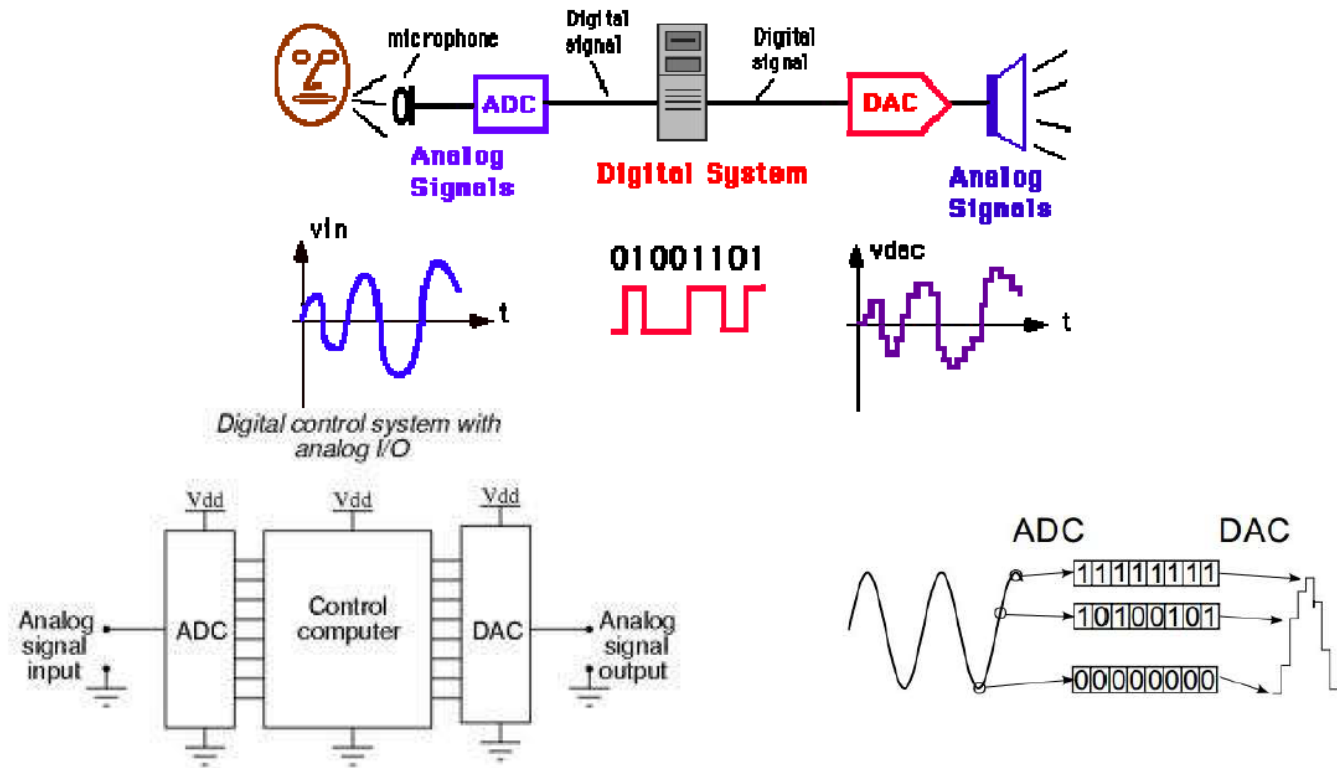 microphone
Digital
signal
Digital
signal
ADC
DAC
Analog
Signals
Digital System
Analog
Signals
vin
t
01001101
vdac
t
Digital control system with
analog I/O
Vdd
Vdd
Vdd
Analog
signal
input
ADC
Control
computer
DAC
Analog
signal
output
ADC
DAC
11111111
10100101
00000000